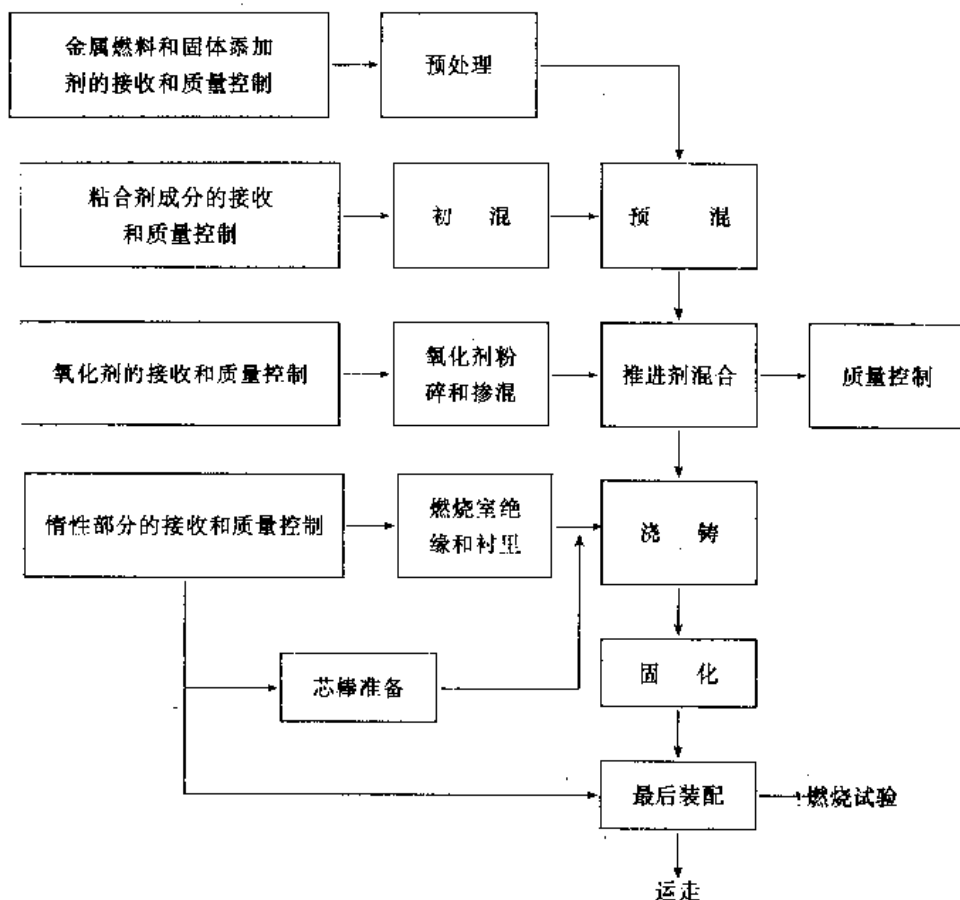 金属燃料和固体添加
剂的接收和质量控制
预处理
粘合剂成分的接收
和质量控制
初 混
预 混
氧化剂的接收和质量控制
氧化剂粉
碎和掺混
推进剂混合
质量控制
惰性部分的接收和质量控制
燃烧室绝
缘和衬里
浇 铸
芯棒准备
固 化
最后装配
燃烧试验
运走